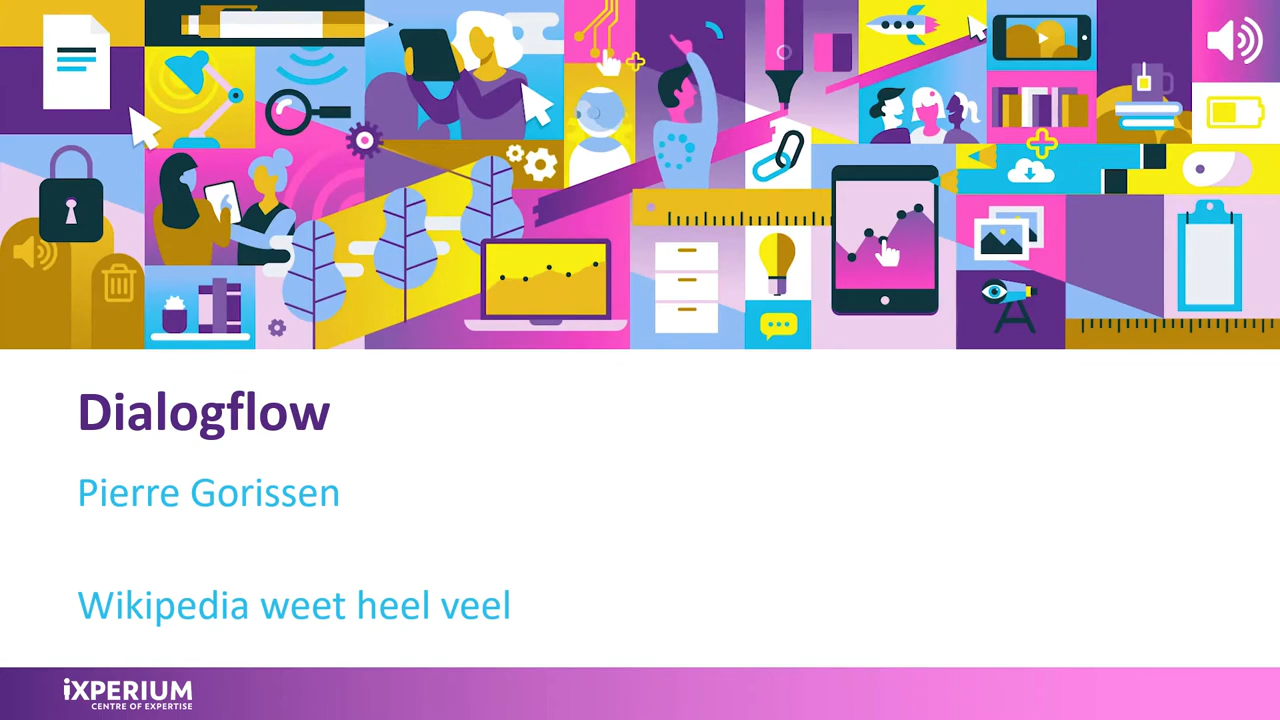 Dialogflow
Pierre Gorissen
Wikipedia weet heel veel
iXPERIUM
CENTRE OF EXPERTISE